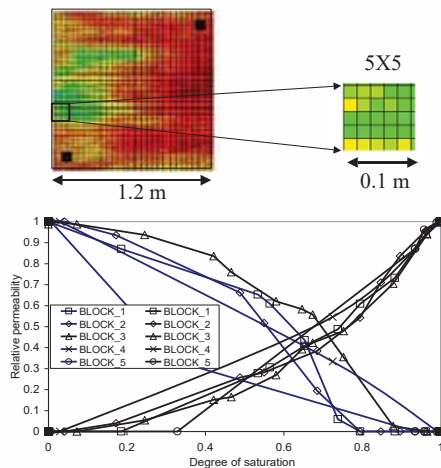 5X5
1.2 m
0.1 m
1
0.9
0.8
0.7
0.6
0.5
0.4
0.3
0.2
0.1
0
Relative permeability
BLOCK_1 BLOCK_1
BLOCK_2 BLOCK_2
BLOCK_3 BLOCK_3
BLOCK_4 BLOCK_4
BLOCK_5 BLOCK_5
0 0.2 0.4 0.6 0.8 1
Degree of saturation